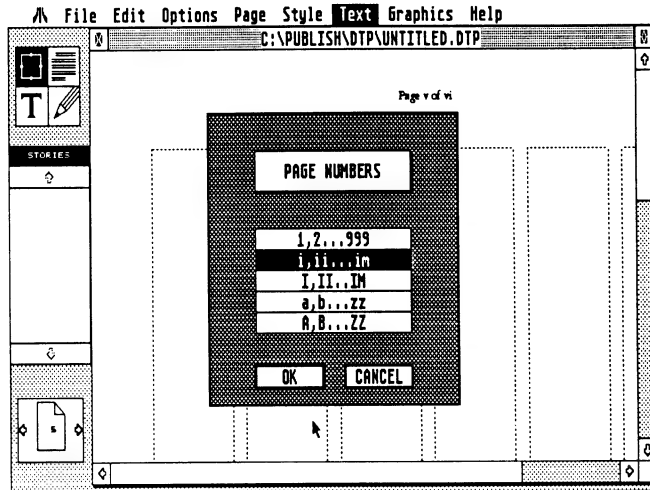 File Edit Options Page Style Text Graphics Help
C:\PUBLISH\DTP\UNTITLED.DTP
T
Page v of vi
STORIES
PAGE NUMBERS
1,2...999
i,ii...im
I,II..IM
a,b...zz
A,B...ZZ
OK CANCEL
5